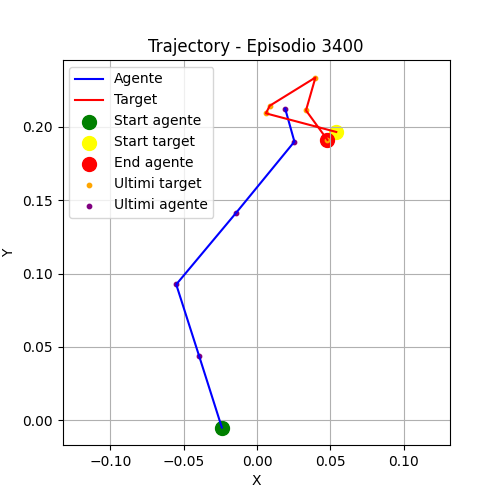 Trajectory - Episodio 3400
Agente
Target
Start agente
Start target
End agente
Ultimi target
Ultimi agente
Y
0.20
0.15
0.10
0.05
0.00
−0.10
−0.05
0.00
0.05
0.10
X